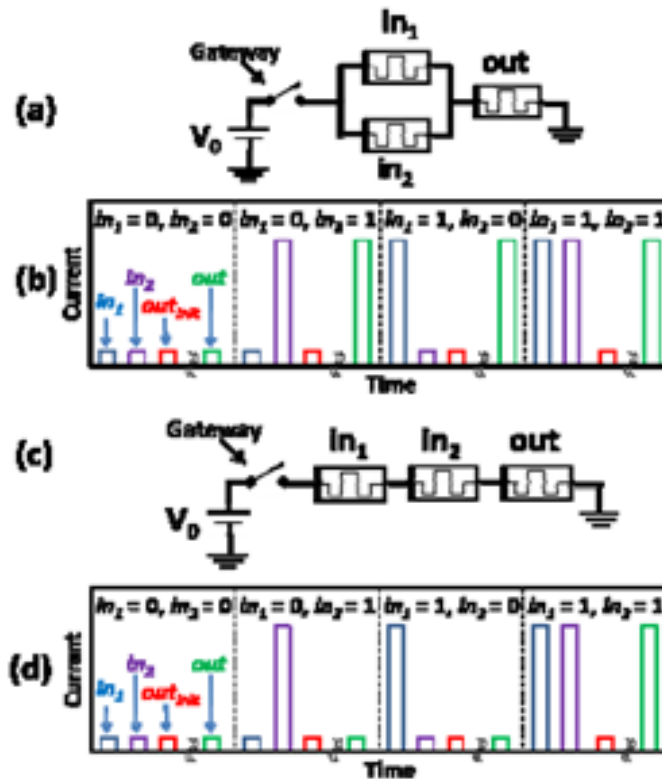 in₁
Gateway
out
(a)
V₀
in₂
in₁ = 0, in₂ = 0 in₁ = 0, in₂ = 1 in₁ = 1, in₂ = 0 in₁ = 1, in₂ = 1
(b)
Current
in₁ in₂ out_init out
Time
(c)
Gateway
in₁ in₂ out
V₀
in₁ = 0, in₂ = 0 in₁ = 0, in₂ = 1 in₁ = 1, in₂ = 0 in₁ = 1, in₂ = 1
(d)
Current
in₁ in₂ out_init out
Time